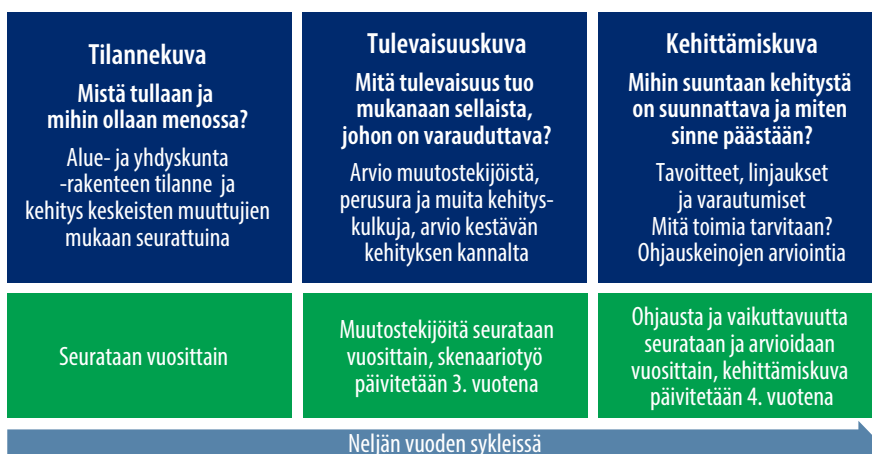 Tilannekuva
Mistä tullaan ja
mihin ollaan menossa?
Alue- ja yhdyskunta
-rakenteen tilanne ja
kehitys keskeisten muuttujien
mukaan seurattuina
Tulevaisuuskuva
Mitä tulevaisuus tuo
mukanaan sellaista,
johon on varauduttava?
Arvio muutostekijöistä,
perusura ja muita kehitys-
kulkuja, arvio kestävän
kehityksen kannalta
Kehittämiskuva
Mihin suuntaan kehitystä
on suunnattava ja miten
sinne päästään?
Tavoitteet, linjaukset
ja varautumiset
Mitä toimia tarvitaan?
Ohjauskeinojen arviointia
Seurataan vuosittain
Muutostekijöitä seurataan
vuosittain, skenaariotyö
päivitetään 3. vuotena
Ohjausta ja vaikuttavuutta
seurataan ja arvioidaan
vuosittain, kehittämiskuva
päivitetään 4. vuotena
Neljän vuoden sykleissä